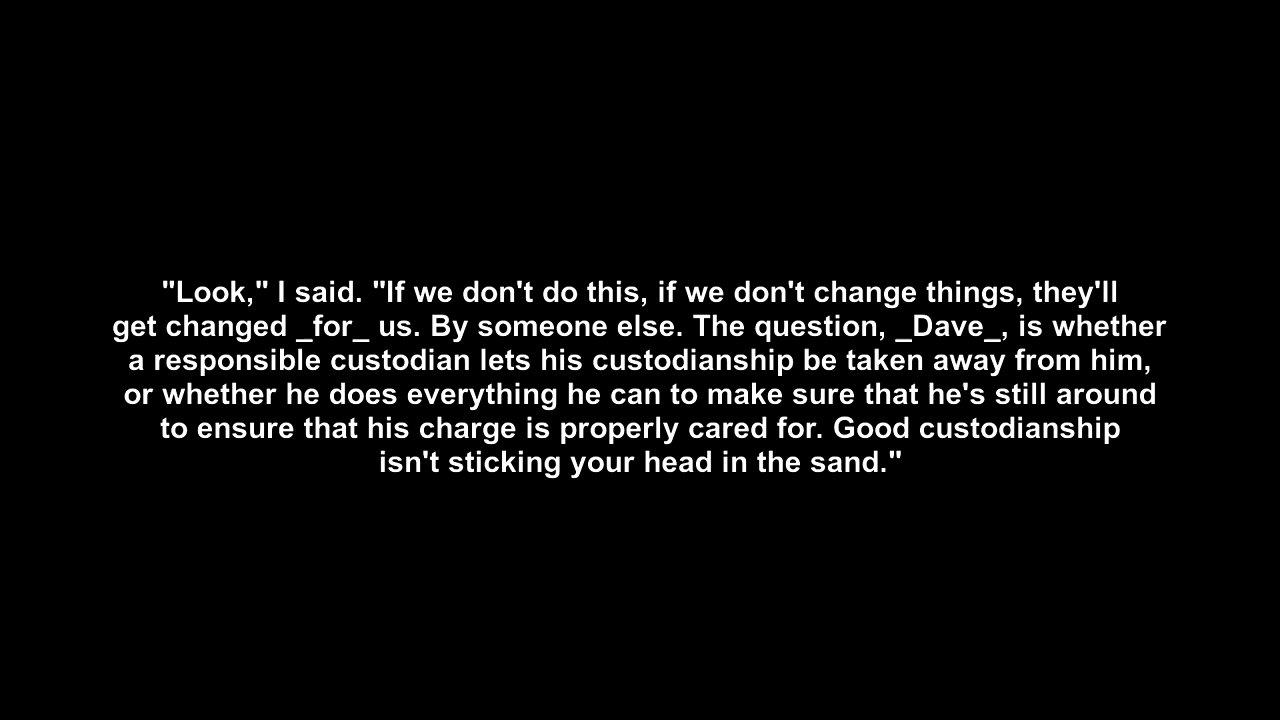 "Look," I said. "If we don't do this, if we don't change things, they'll
get changed _for_ us. By someone else. The question, _Dave_, is whether
a responsible custodian lets his custodianship be taken away from him,
or whether he does everything he can to make sure that he's still around
to ensure that his charge is properly cared for. Good custodianship
isn't sticking your head in the sand."